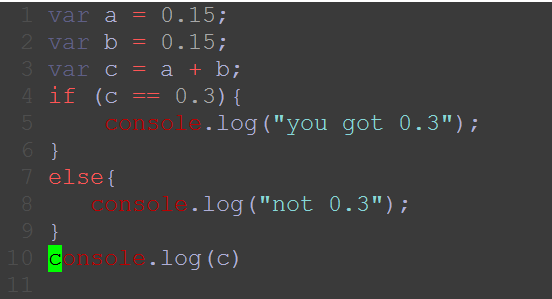 1 var a = 0.15;
2 var b = 0.15;
3 var c = a + b;
4 if (c == 0.3){
5     console.log("you got 0.3");
6 }
7 else{
8    console.log("not 0.3");
9 }
10 console.log(c)
11